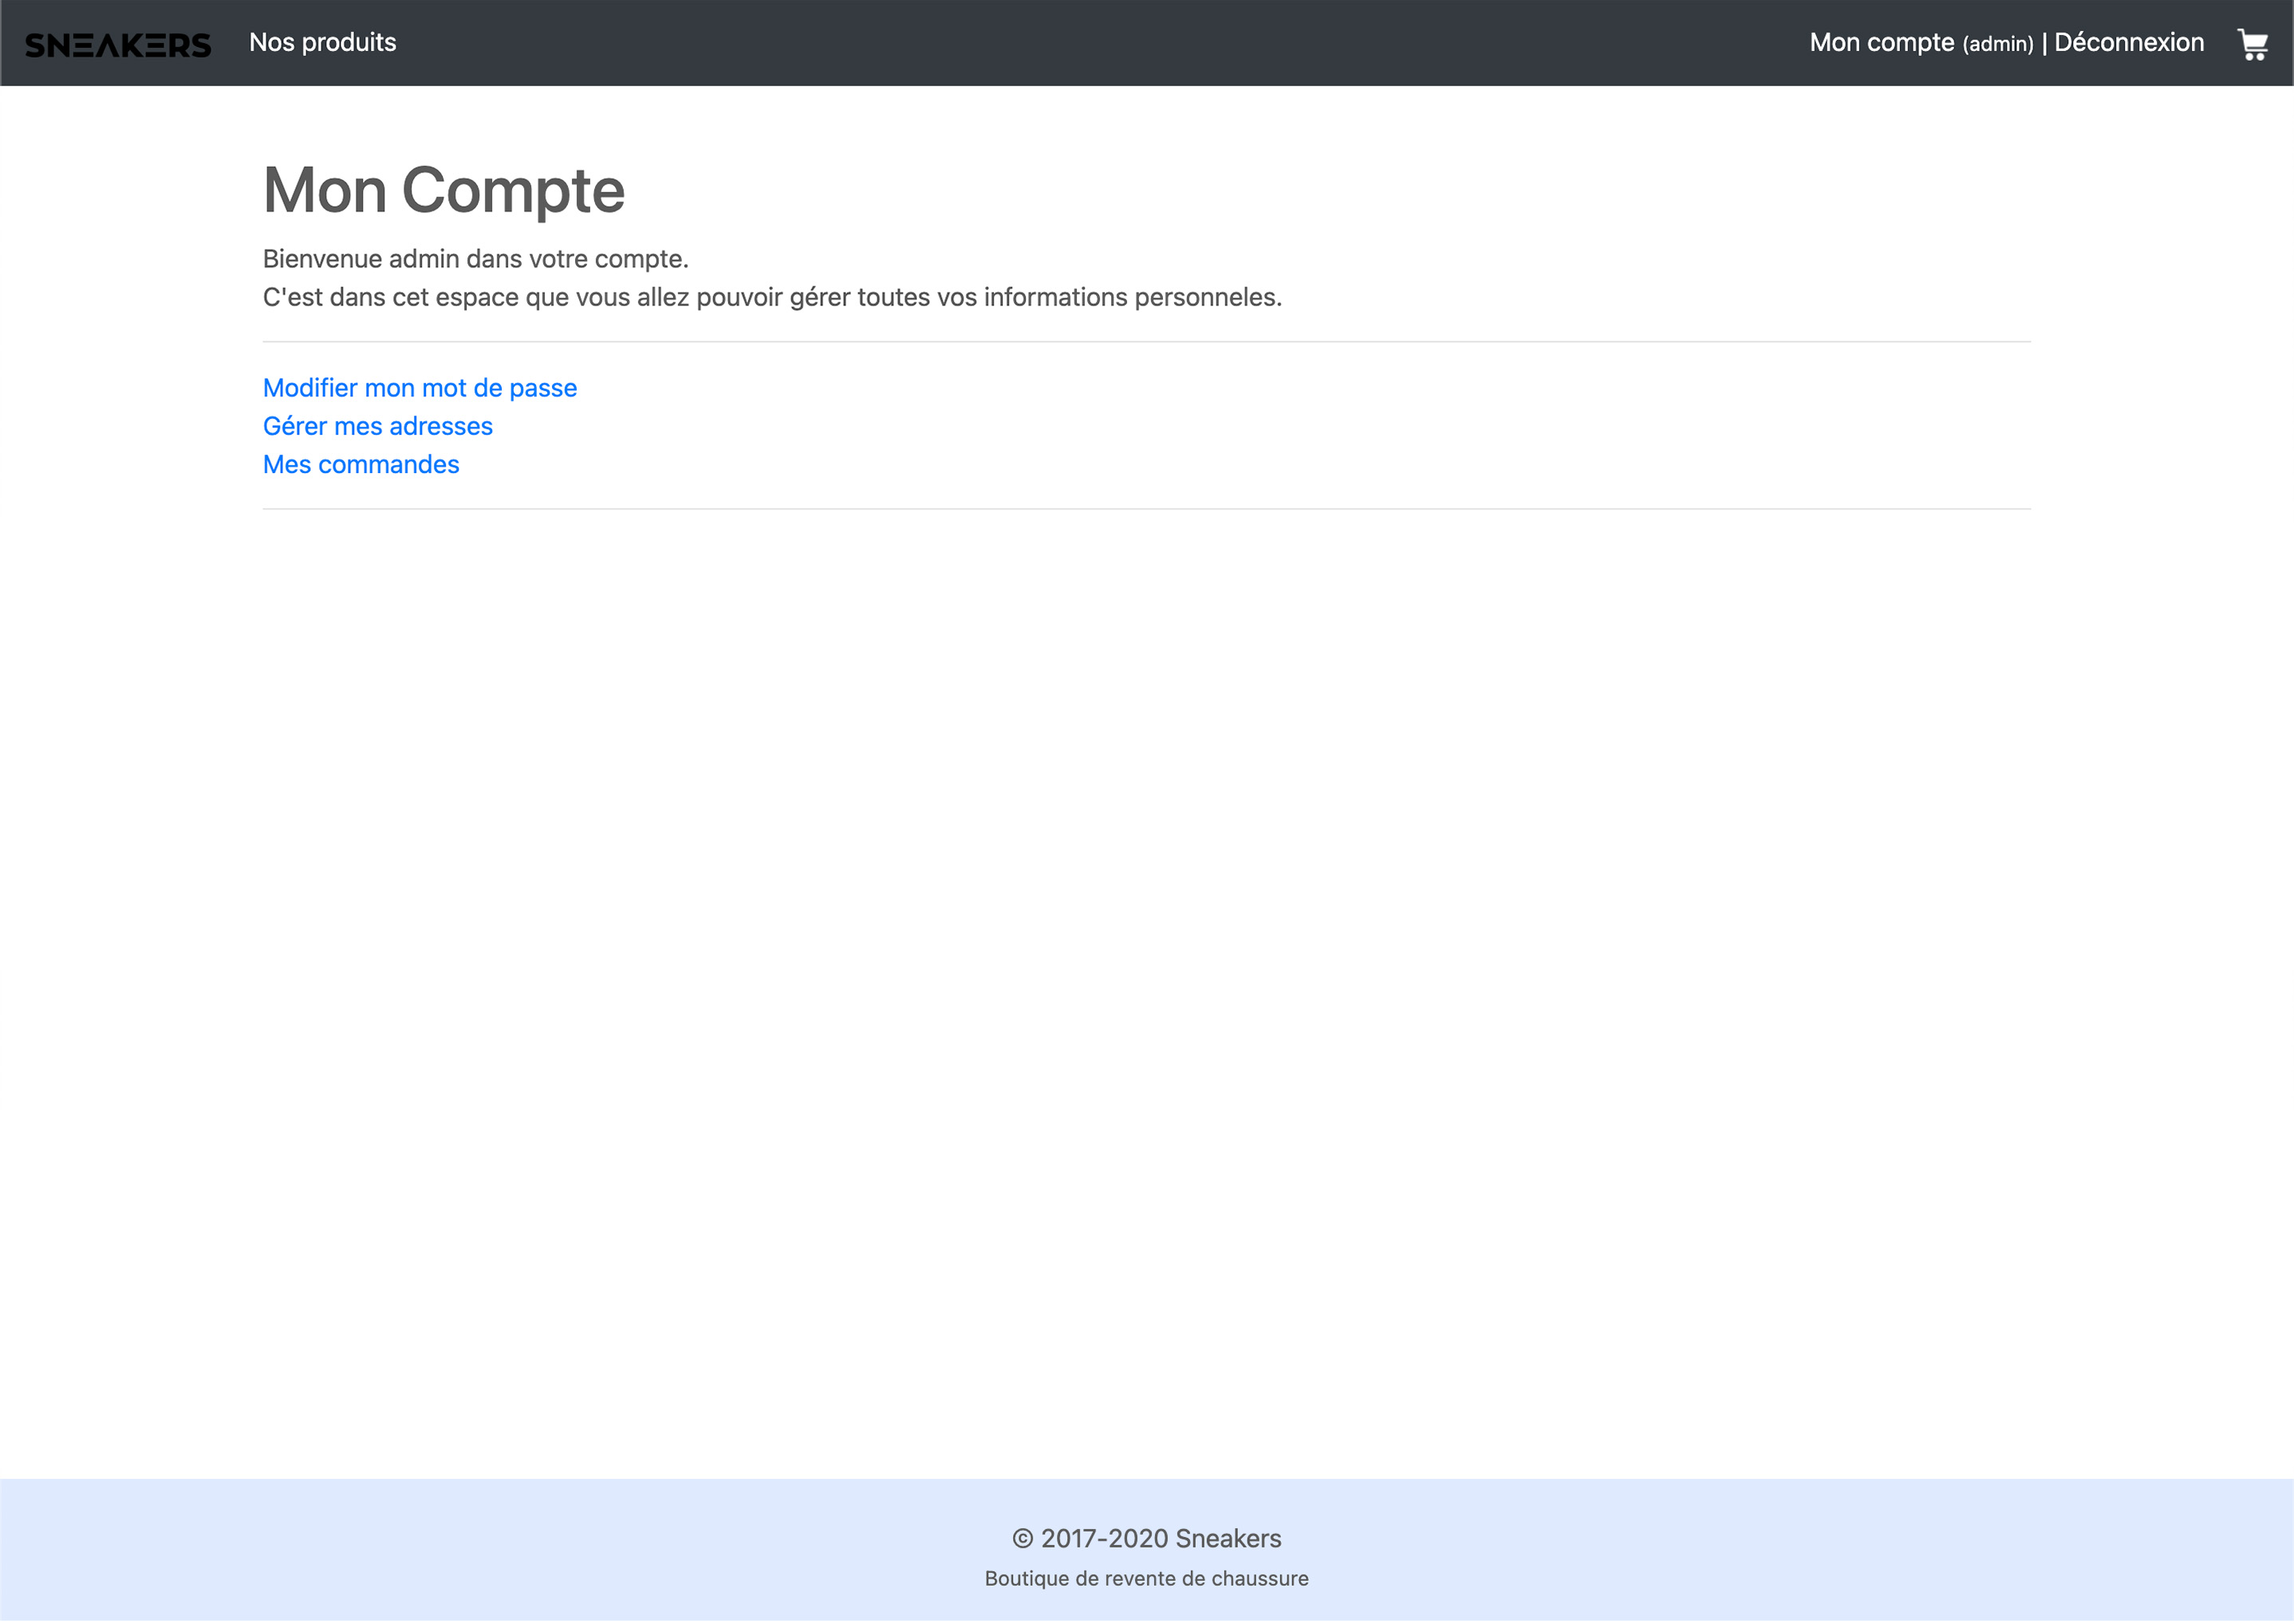 SNEAKERS Nos produits Mon compte (admin) | Déconnexion
Mon Compte
Bienvenue admin dans votre compte.
C'est dans cet espace que vous allez pouvoir gérer toutes vos informations personneles.
Modifier mon mot de passe
Gérer mes adresses
Mes commandes
© 2017-2020 Sneakers
Boutique de revente de chaussure